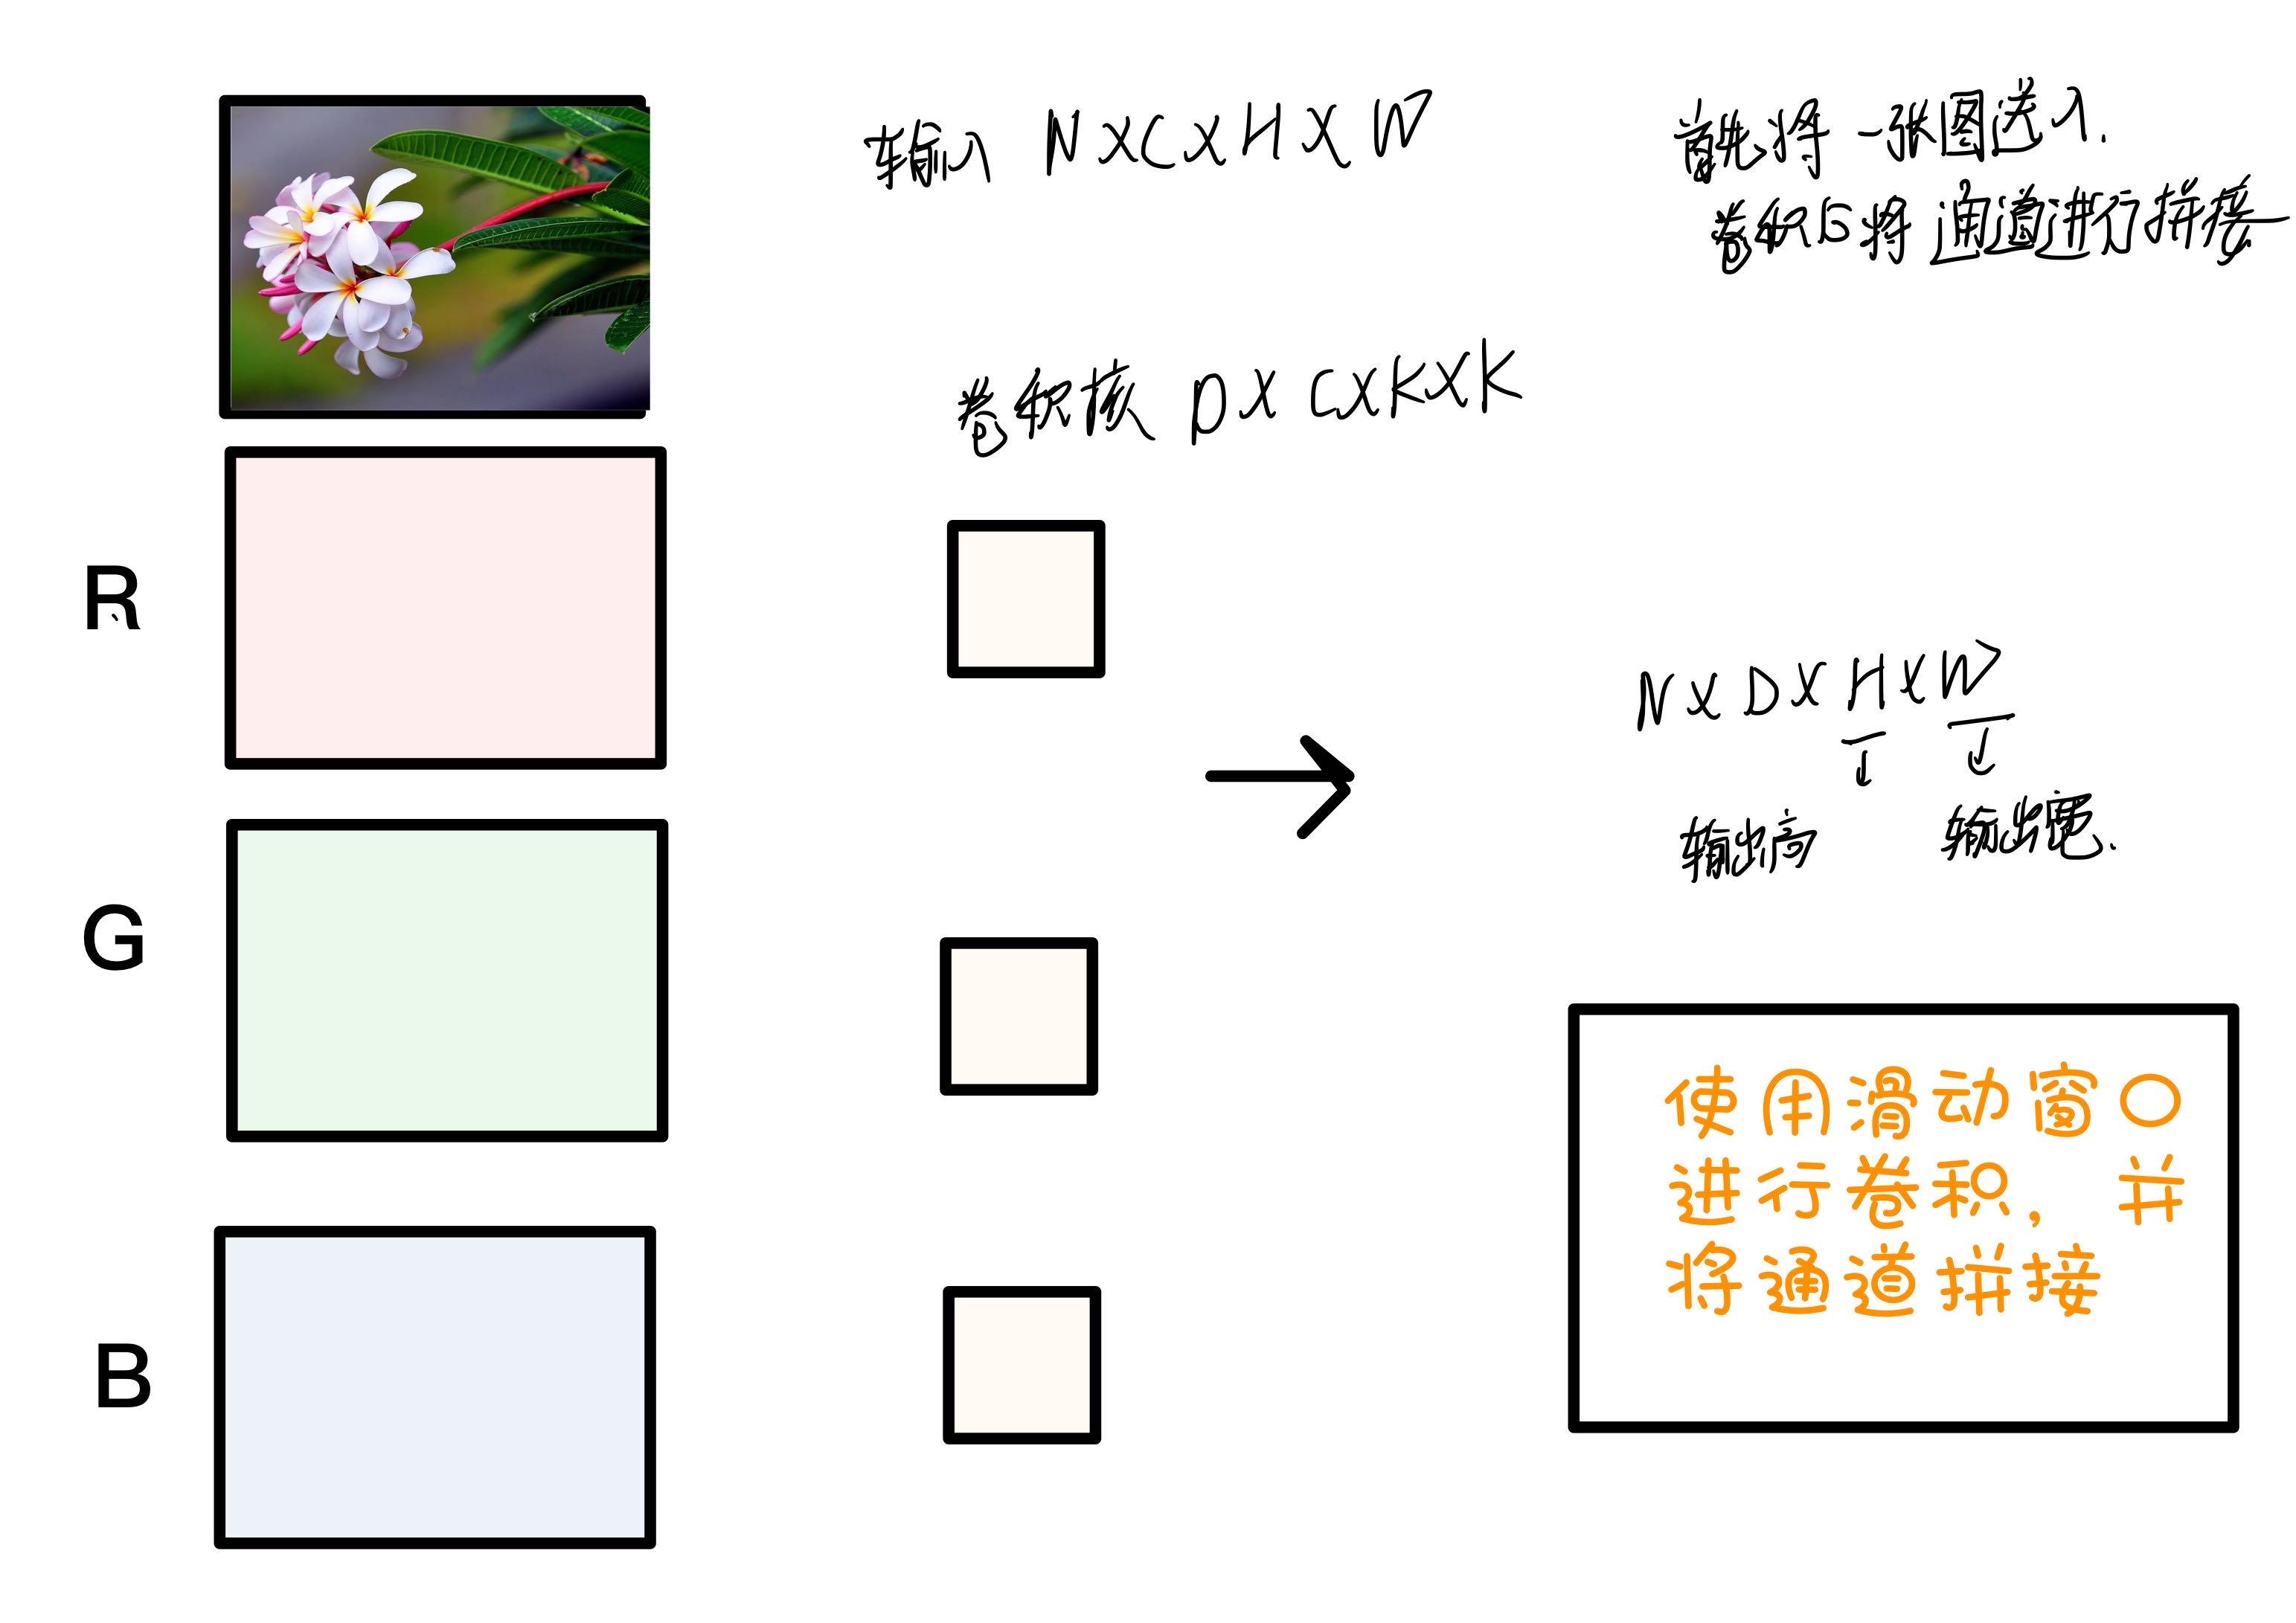 输入 N×C×H×W
首先将一张图送入.
卷积后将通道进行拼接
卷积核 D×C×K×K
R
N×D×H×W
输出高 输出宽.
G
使用滑动窗口
进行卷积，并
将通道拼接
B